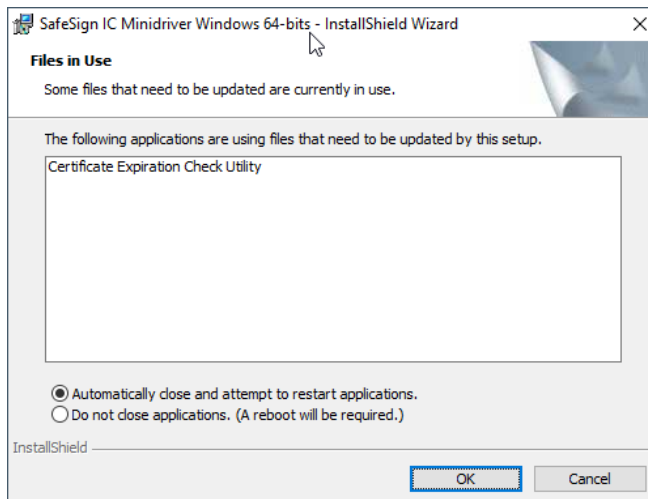 SafeSign IC Minidriver Windows 64-bits - InstallShield Wizard
Files in Use
Some files that need to be updated are currently in use.
The following applications are using files that need to be updated by this setup.
Certificate Expiration Check Utility
Automatically close and attempt to restart applications.
Do not close applications. (A reboot will be required.)
InstallShield
OK
Cancel